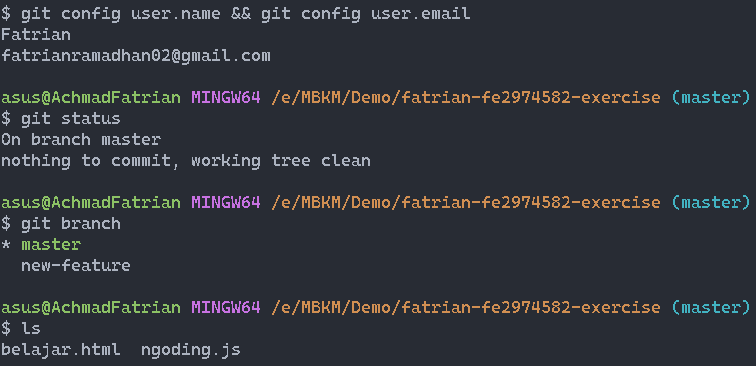 $ git config user.name && git config user.email
Fatrian
fatrianramadhan02@gmail.com
asus@AchmadFatrian MINGW64 /e/MBKM/Demo/fatrian-fe2974582-exercise (master)
$ git status
On branch master
nothing to commit, working tree clean
asus@AchmadFatrian MINGW64 /e/MBKM/Demo/fatrian-fe2974582-exercise (master)
$ git branch
* master
  new-feature
asus@AchmadFatrian MINGW64 /e/MBKM/Demo/fatrian-fe2974582-exercise (master)
$ ls
belajar.html  ngoding.js